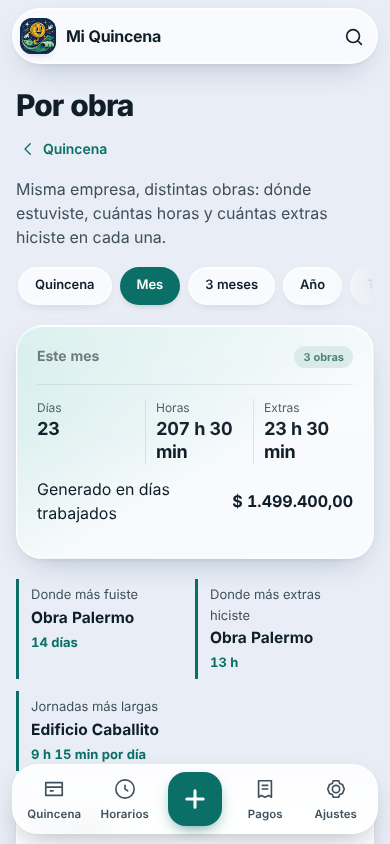 Mi Quincena
Por obra
Quincena
Misma empresa, distintas obras: dónde
estuviste, cuántas horas y cuántas extras
hiciste en cada una.
Quincena
Mes
3 meses
Año
Este mes
3 obras
Días
23
Horas
207 h 30
min
Extras
23 h 30
min
Generado en días
trabajados
$ 1.499.400,00
Donde más fuiste
Obra Palermo
14 días
Donde más extras
hiciste
Obra Palermo
13 h
Jornadas más largas
Edificio Caballito
9 h 15 min por día
Quincena
Horarios
Pagos
Ajustes